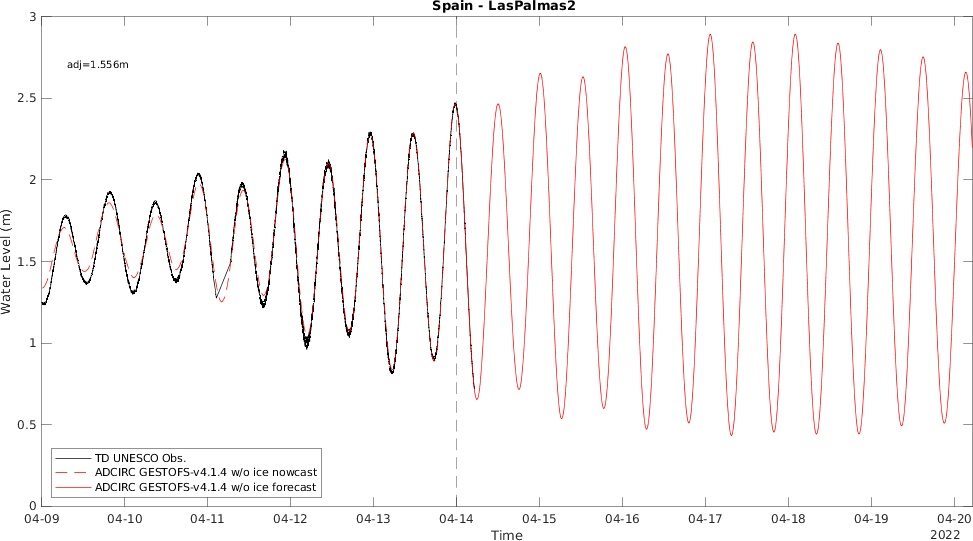 Spain - LasPalmas2
3
adj=1.556m
2.5
2
1.5
1
0.5
0
Water Level (m)
TD UNESCO Obs.
ADCIRC GESTOFS-v4.1.4 w/o ice nowcast
ADCIRC GESTOFS-v4.1.4 w/o ice forecast
04-09 04-10 04-11 04-12 04-13 04-14 04-15 04-16 04-17 04-18 04-19 04-20
Time
2022